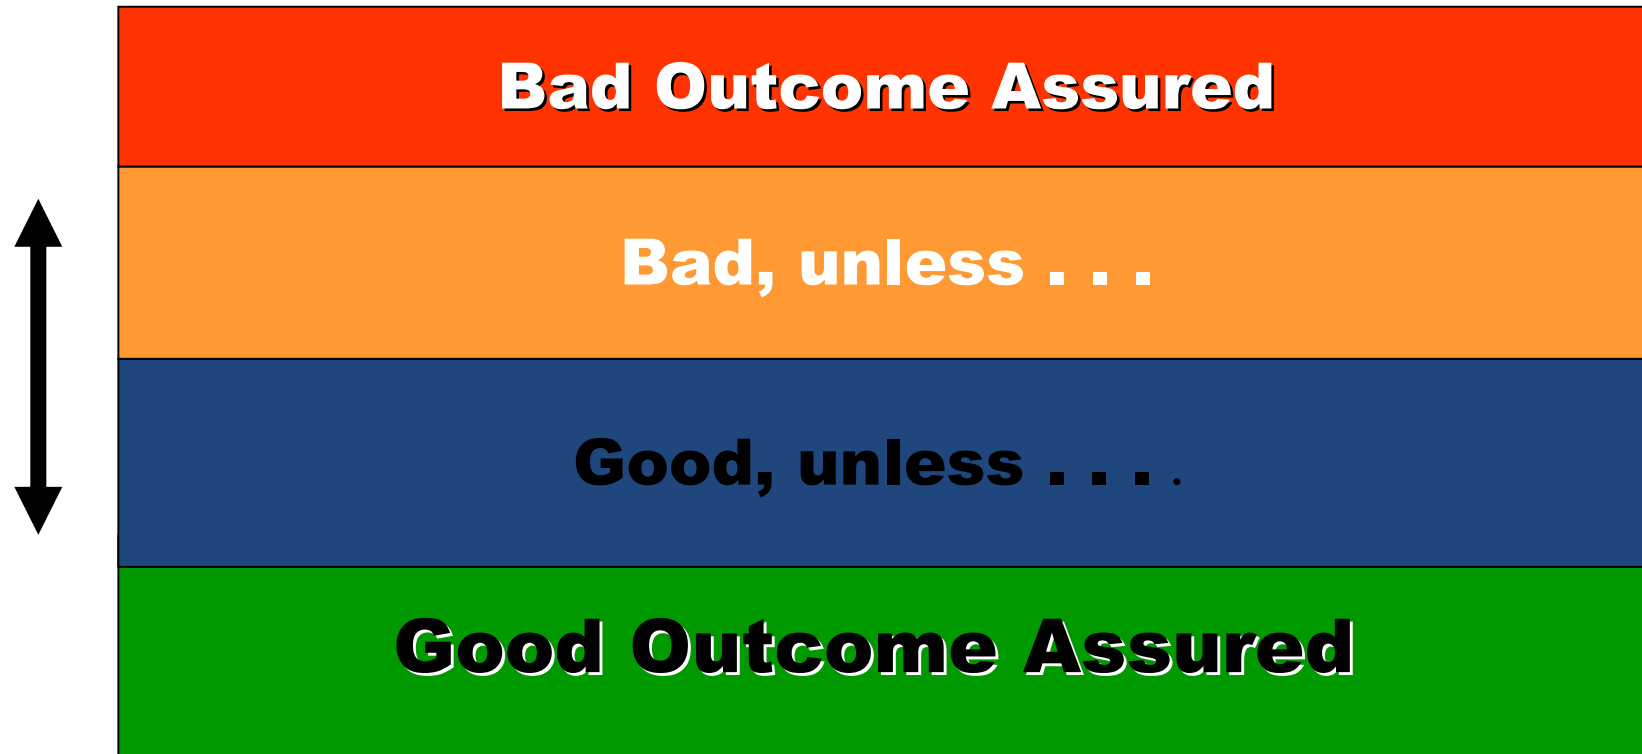 Bad Outcome Assured
Bad, unless . . .
Good, unless . . . .
Good Outcome Assured